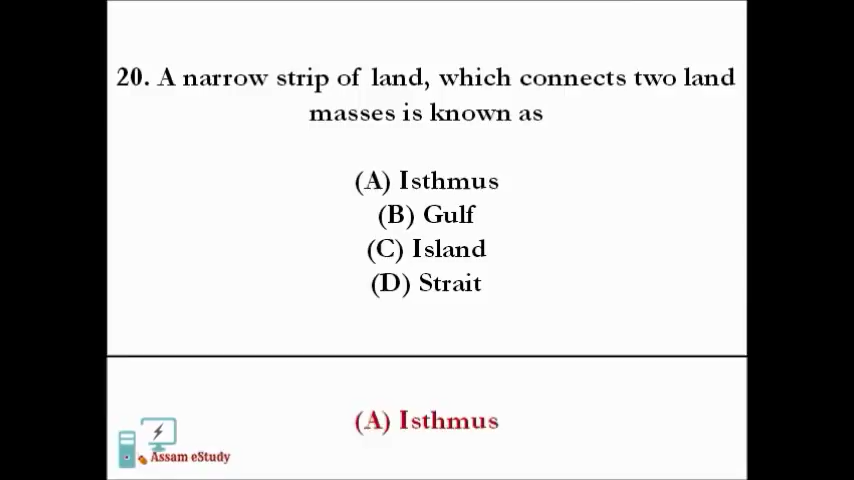 20. A narrow strip of land, which connects two land
masses is known as
(A) Isthmus
(B) Gulf
(C) Island
(D) Strait
(A) Isthmus
Assam eStudy